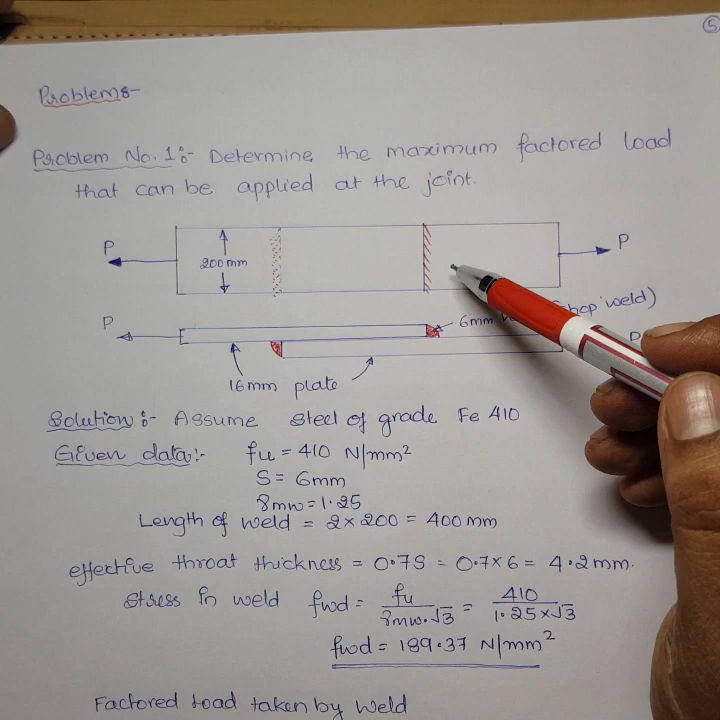 5
Problems:-
Problem No. 1:- Determine the maximum factored load
that can be applied at the joint.
P
200mm
P
P
6mm
shop weld)
P
16mm plate
Solution:- Assume Steel of grade Fe 410
Given data:- fu = 410 N/mm²
S = 6mm
γmw = 1.25
Length of weld = 2 × 200 = 400 mm
effective throat thickness = 0.7S = 0.7 × 6 = 4.2 mm.
Stress in weld fwd = fu / γmw.√3 = 410 / 1.25×√3
fwd = 189.37 N/mm²
Factored load taken by weld